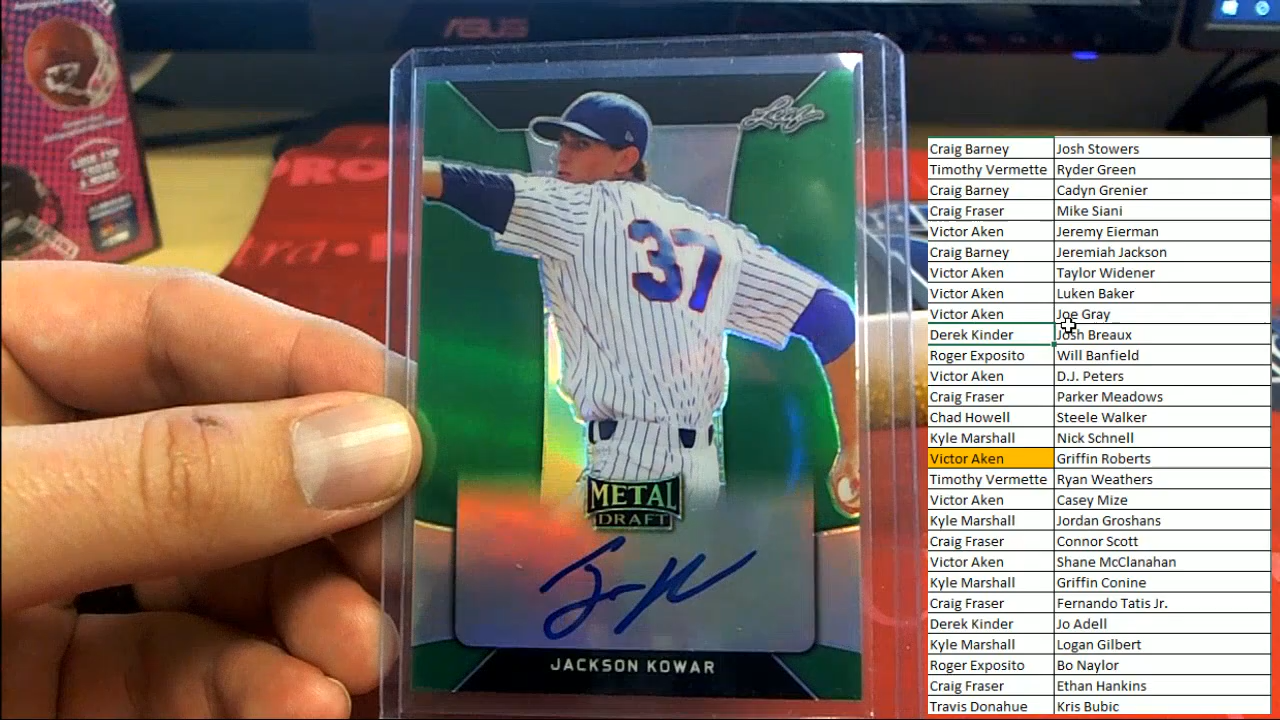 ASUS
PRO
Leaf
37
METAL
DRAFT
JACKSON KOWAR
Craig Barney Josh Stowers
Timothy Vermette Ryder Green
Craig Barney Cadyn Grenier
Craig Fraser Mike Siani
Victor Aken Jeremy Eierman
Craig Barney Jeremiah Jackson
Victor Aken Taylor Widener
Victor Aken Luken Baker
Victor Aken Joe Gray
Derek Kinder Josh Breaux
Roger Exposito Will Banfield
Victor Aken D.J. Peters
Craig Fraser Parker Meadows
Chad Howell Steele Walker
Kyle Marshall Nick Schnell
Victor Aken Griffin Roberts
Timothy Vermette Ryan Weathers
Victor Aken Casey Mize
Kyle Marshall Jordan Groshans
Craig Fraser Connor Scott
Victor Aken Shane McClanahan
Kyle Marshall Griffin Conine
Craig Fraser Fernando Tatis Jr.
Derek Kinder Jo Adell
Kyle Marshall Logan Gilbert
Roger Exposito Bo Naylor
Craig Fraser Ethan Hankins
Travis Donahue Kris Bubic